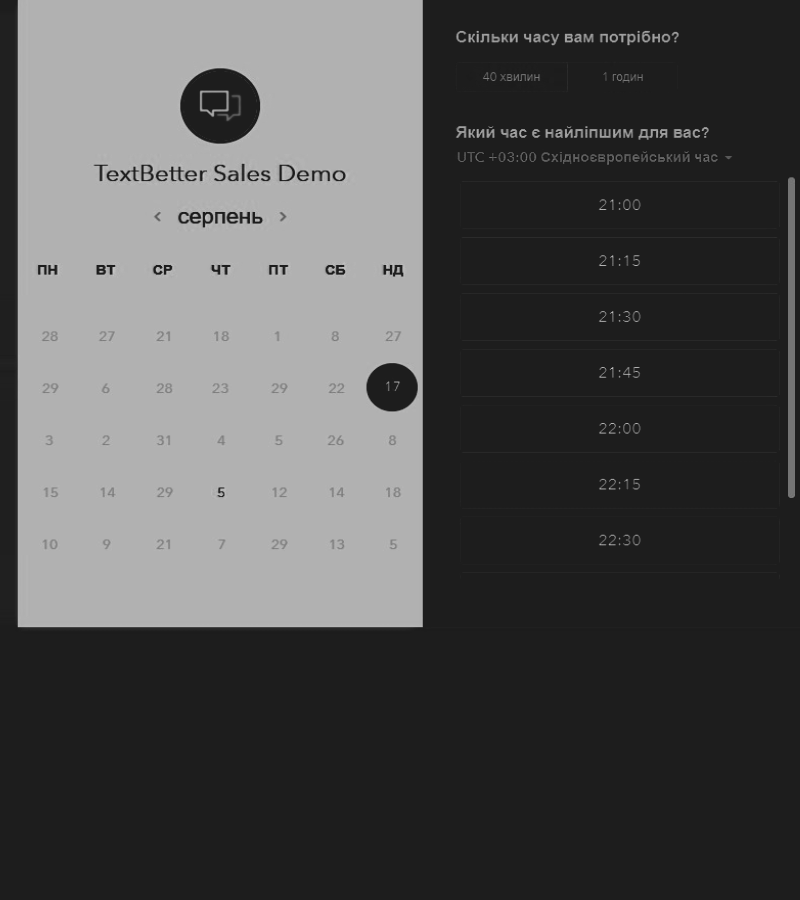 TextBetter Sales Demo
серпень
ПН ВТ СР ЧТ ПТ СБ НД
28 27 21 18 1 8 27
29 6 28 23 29 22 17
3 2 31 4 5 26 8
15 14 29 5 12 14 18
10 9 21 7 29 13 5
Скільки часу вам потрібно?
40 хвилин 1 годин
Який час є найліпшим для вас?
UTC +03:00 Східноєвропейський час
21:00
21:15
21:30
21:45
22:00
22:15
22:30